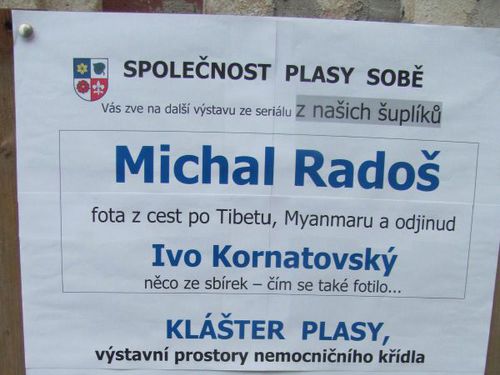 SPOLEČNOST PLASY SOBĚ
Vás zve na další výstavu ze seriálu z našich šuplíků
Michal Radoš
fota z cest po Tibetu, Myanmaru a odjinud
Ivo Kornatovský
něco ze sbírek – čím se také fotilo...
KLÁŠTER PLASY,
výstavní prostory nemocničního křídla